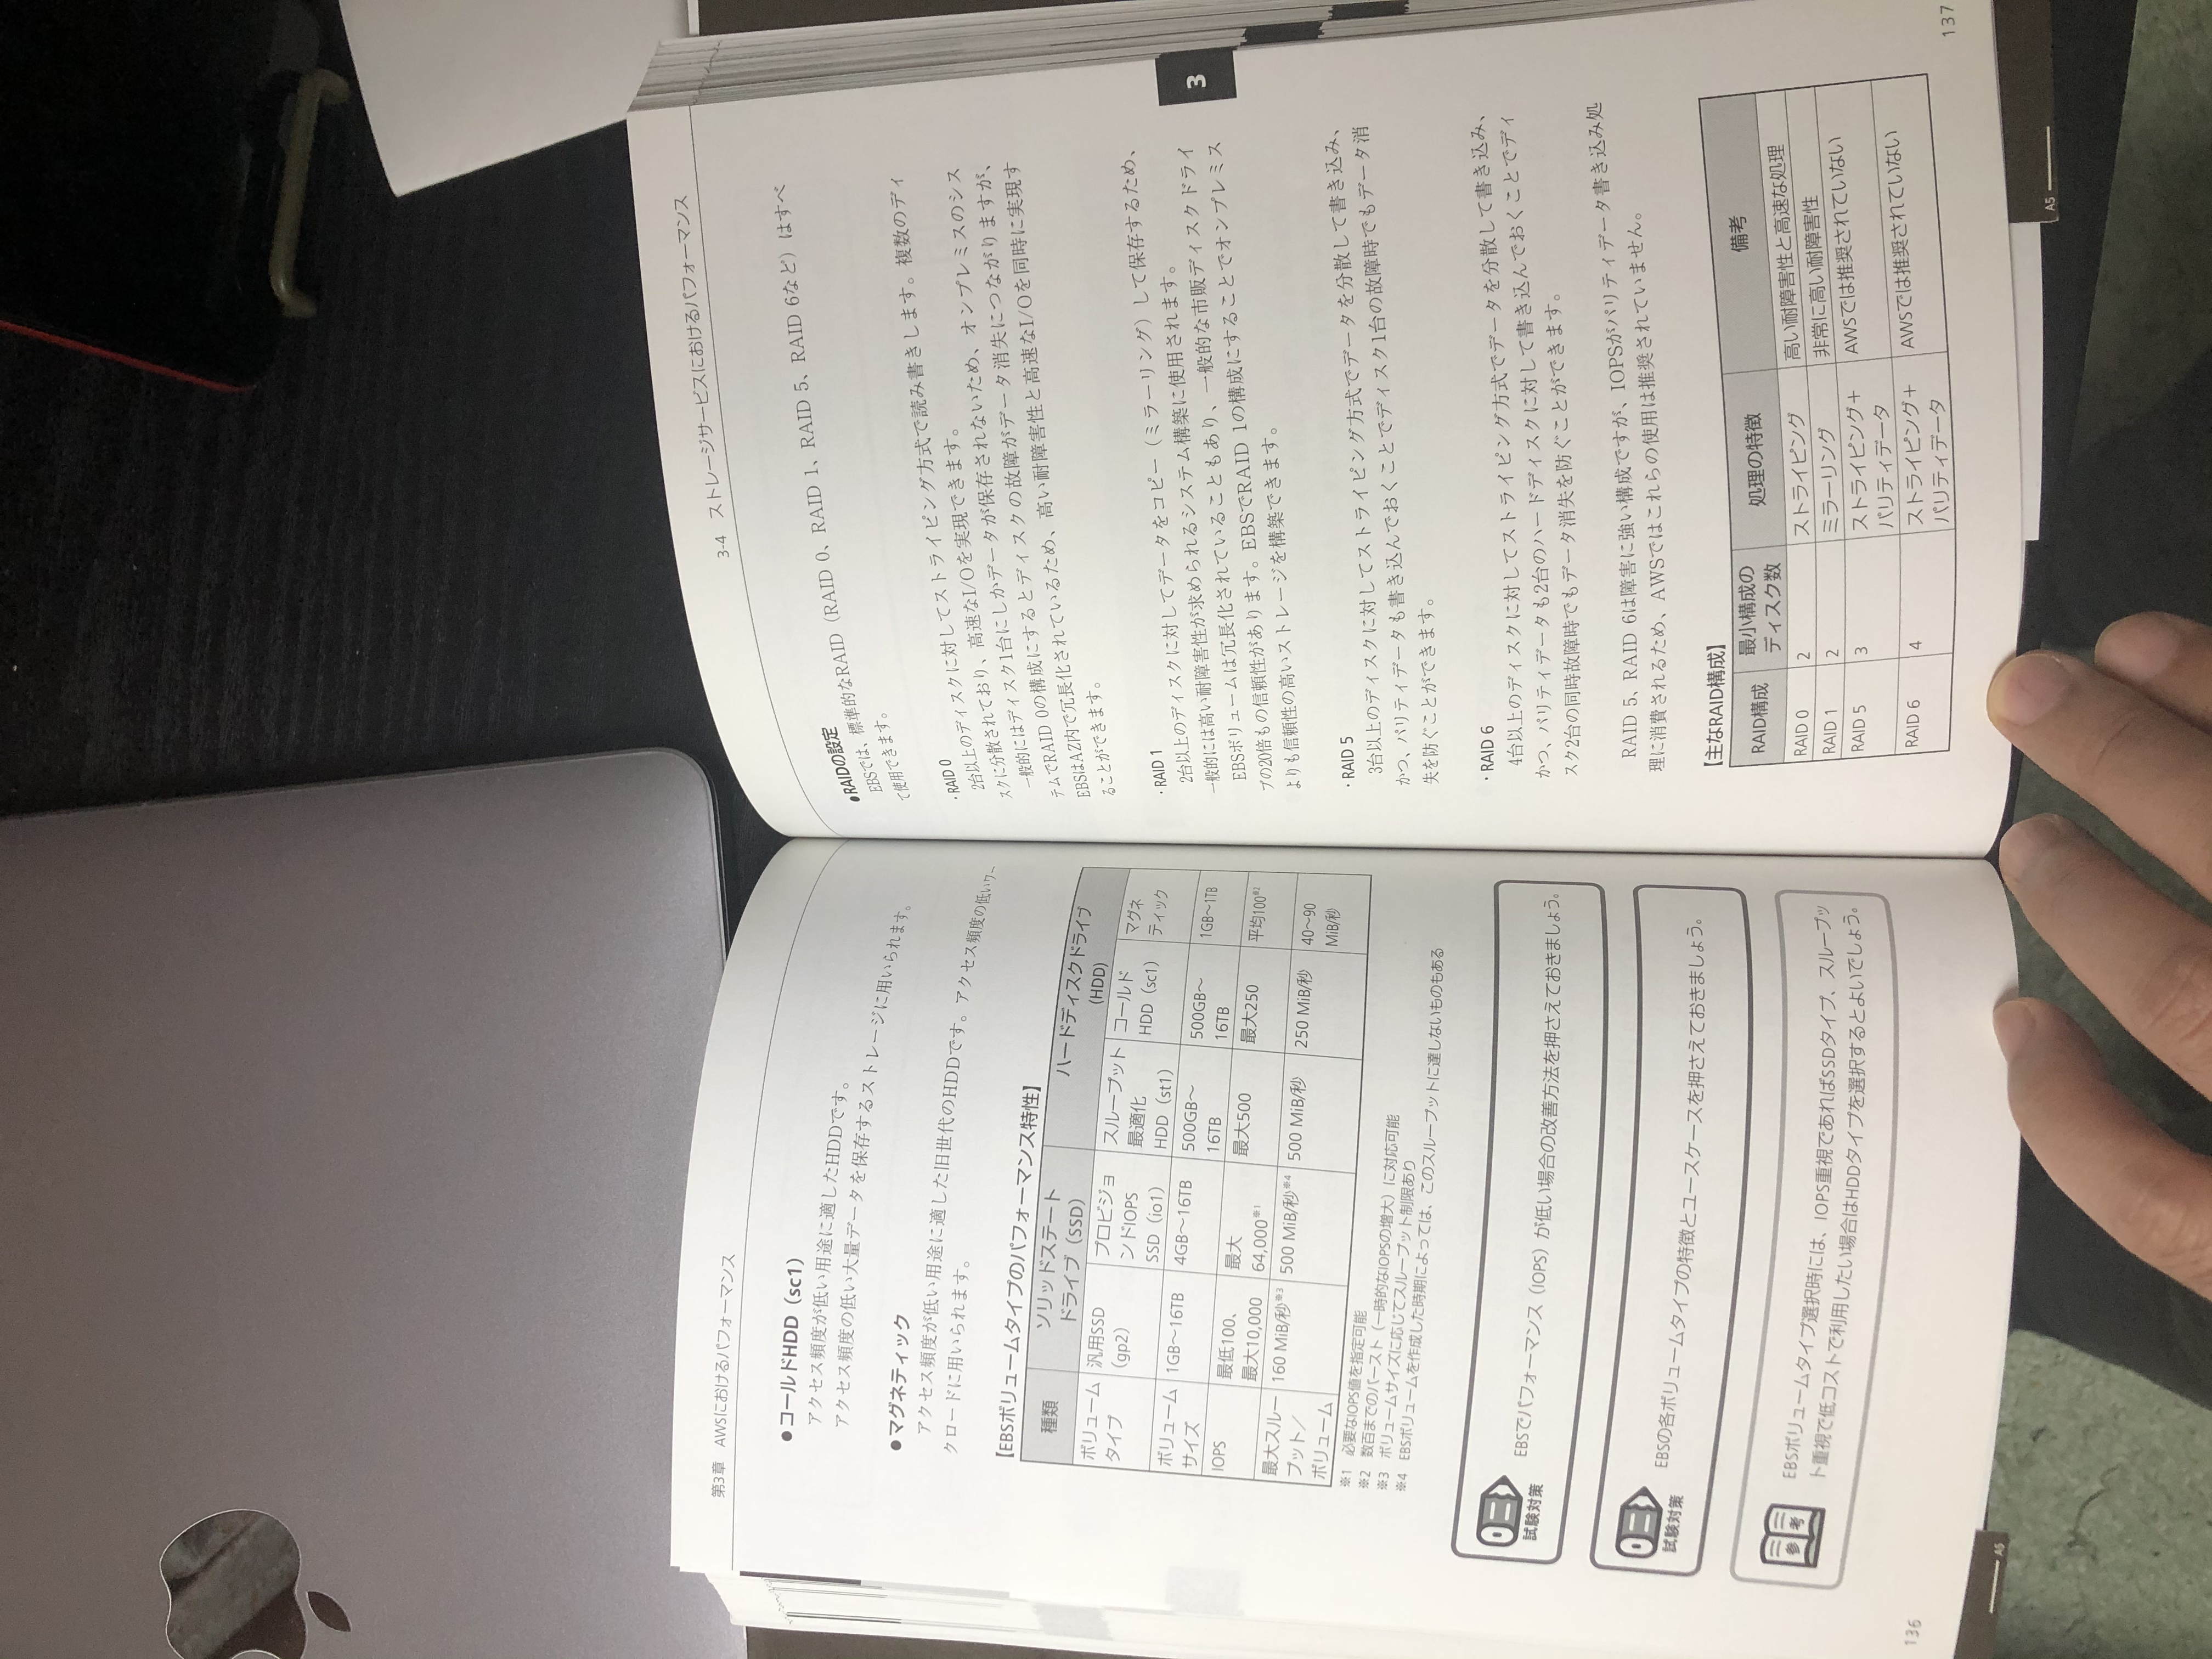 第3章 AWSにおけるパフォーマンス
●コールドHDD（sc1）
アクセス頻度が低い用途に適したHDDです。
アクセス頻度の低い大量データを保存するストレージに用いられます。
●マグネティック
アクセス頻度が低い用途に適した旧世代のHDDです。アクセス頻度の低いワー
クロードに用いられます。
【EBSボリュームタイプのパフォーマンス特性】
種類 ソリッドステート ドライブ（SSD） ハードディスクドライブ (HDD)
ボリューム タイプ 汎用SSD （gp2） プロビジョ ンドIOPS SSD（io1） スループット 最適化 HDD（st1） コールド HDD（sc1） マグネ ティック
ボリューム サイズ 1GB〜16TB 4GB〜16TB 500GB〜 16TB 500GB〜 16TB 1GB〜1TB
IOPS 最低100、 最大10,000 最大 64,000※1 最大500 最大250 平均100※2
最大スルー プット／ ボリューム 160 MiB/秒※3 500 MiB/秒※4 500 MiB/秒 250 MiB/秒 40〜90 MiB/秒
※1 必要なIOPS値を指定可能
※2 数百までのバースト（一時的なIOPSの増大）に対応可能
※3 ボリュームサイズに応じてスループット制限あり
※4 EBSボリュームを作成した時期によっては、このスループットに達しないものもある
試験対策
EBSでパフォーマンス（IOPS）が低い場合の改善方法を押さえておきましょう。
試験対策
EBSの各ボリュームタイプの特徴とユースケースを押さえておきましょう。
参考
EBSボリュームタイプ選択時には、IOPS重視であればSSDタイプ、スループッ
ト重視で低コストで利用したい場合はHDDタイプを選択するとよいでしょう。
136
A5
3-4 ストレージサービスにおけるパフォーマンス
●RAIDの設定
EBSでは、標準的なRAID（RAID 0、RAID 1、RAID 5、RAID 6など）はすべ
て使用できます。
・RAID 0
2台以上のディスクに対してストライピング方式で読み書きします。複数のディ
スクに分散されており、高速なI/Oを実現できます。
一般的にはディスク1台にしかデータが保存されないため、オンプレミスのシス
テムでRAID 0の構成にするとディスクの故障がデータ消失につながりますが、
EBSはAZ内で冗長化されているため、高い耐障害性と高速なI/Oを同時に実現す
ることができます。
・RAID 1
2台以上のディスクに対してデータをコピー（ミラーリング）して保存するため、
一般的には高い耐障害性が求められるシステム構築に使用されます。
EBSボリュームは冗長化されていることもあり、一般的な市販ディスクドライ
ブの20倍もの信頼性があります。EBSでRAID 1の構成にすることでオンプレミス
よりも信頼性の高いストレージを構築できます。
・RAID 5
3台以上のディスクに対してストライピング方式でデータを分散して書き込み、
かつ、パリティデータも書き込んでおくことでディスク1台の故障時でもデータ消
失を防ぐことができます。
・RAID 6
4台以上のディスクに対してストライピング方式でデータを分散して書き込み、
かつ、パリティデータも2台のハードディスクに対して書き込んでおくことでディ
スク2台の同時故障時でもデータ消失を防ぐことができます。
RAID 5、RAID 6は障害に強い構成ですが、IOPSがパリティデータ書き込み処
理に消費されるため、AWSではこれらの使用は推奨されていません。
【主なRAID構成】
RAID構成 最小構成の ディスク数 処理の特徴 備考
RAID 0 2 ストライピング 高い耐障害性と高速な処理
RAID 1 2 ミラーリング 非常に高い耐障害性
RAID 5 3 ストライピング＋ パリティデータ AWSでは推奨されていない
RAID 6 4 ストライピング＋ パリティデータ AWSでは推奨されていない
3
137
A5